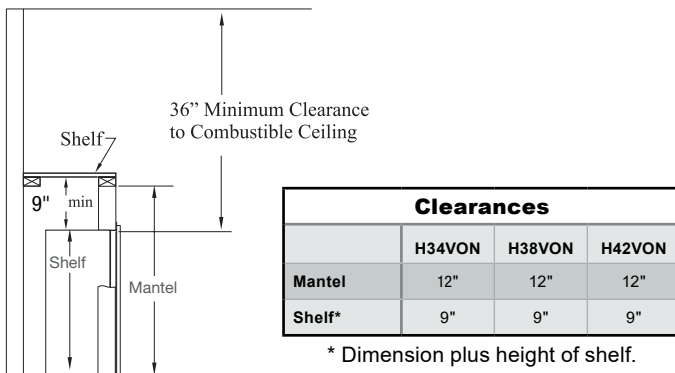 36” Minimum Clearance
to Combustible Ceiling
Shelf
9" min
Shelf
Mantel
Clearances
H34VON H38VON H42VON
Mantel 12" 12" 12"
Shelf* 9" 9" 9"
* Dimension plus height of shelf.